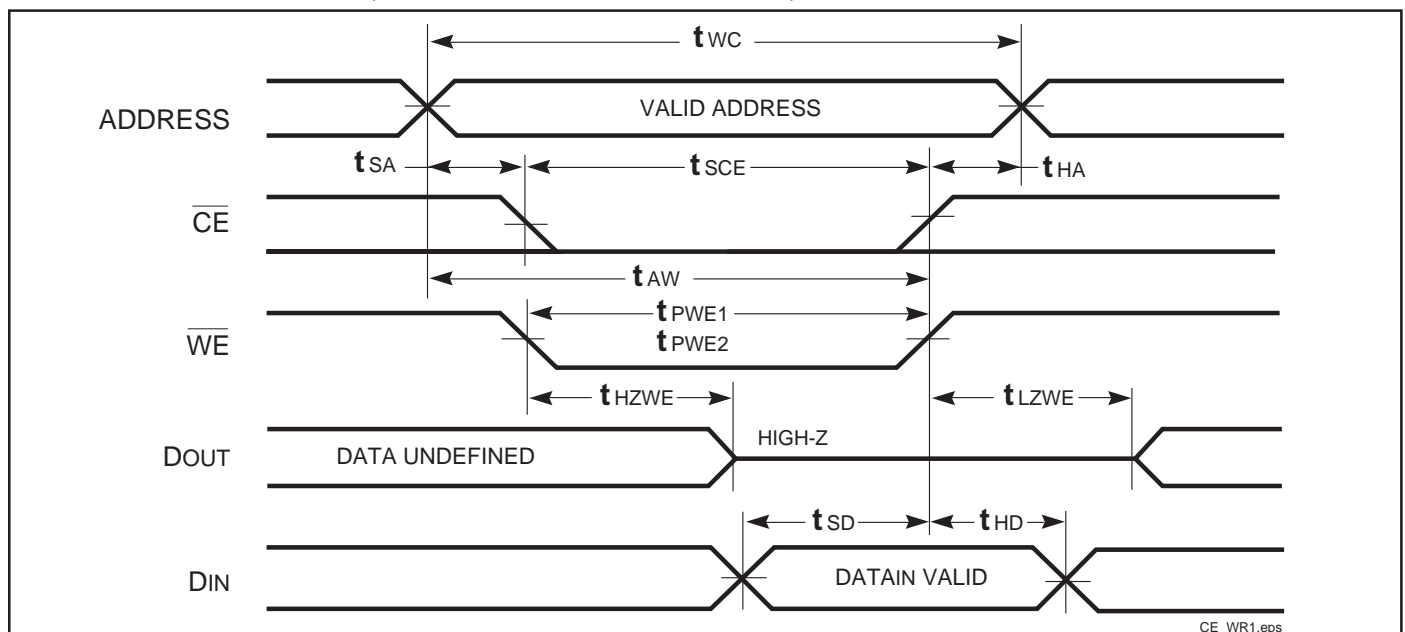 tWC
ADDRESS
VALID ADDRESS
tSA
tSCE
tHA
CE
tAW
tPWE1
tPWE2
WE
tHZWE
tLZWE
DOUT
DATA UNDEFINED
HIGH-Z
tSD
tHD
DIN
DATAIN VALID
CE_WR1.eps